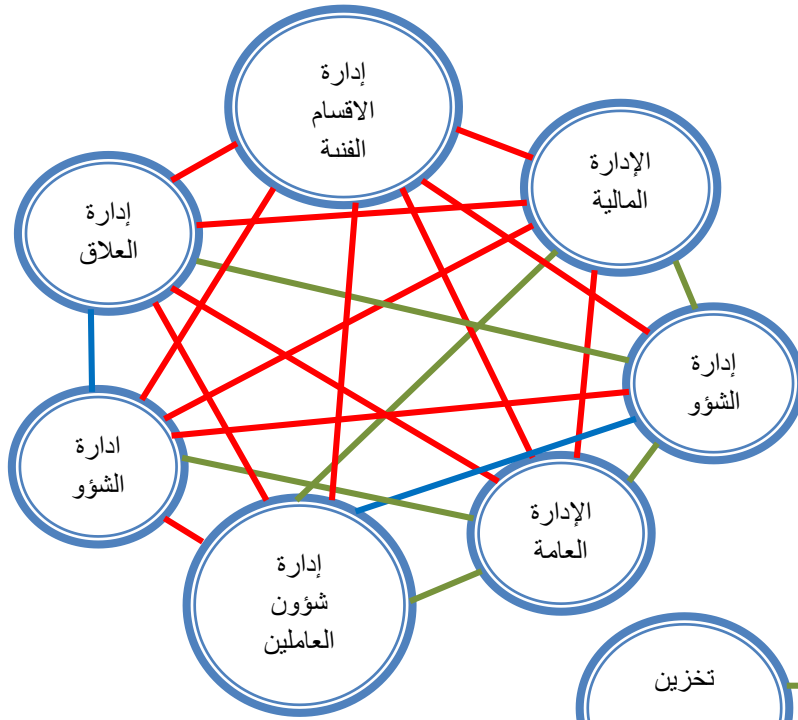 إدارة
الاقسام
الفنية
الإدارة
المالية
إدارة
العلاق
إدارة
الشؤو
ادارة
الشؤو
الإدارة
العامة
إدارة
شؤون
العاملين
تخزين